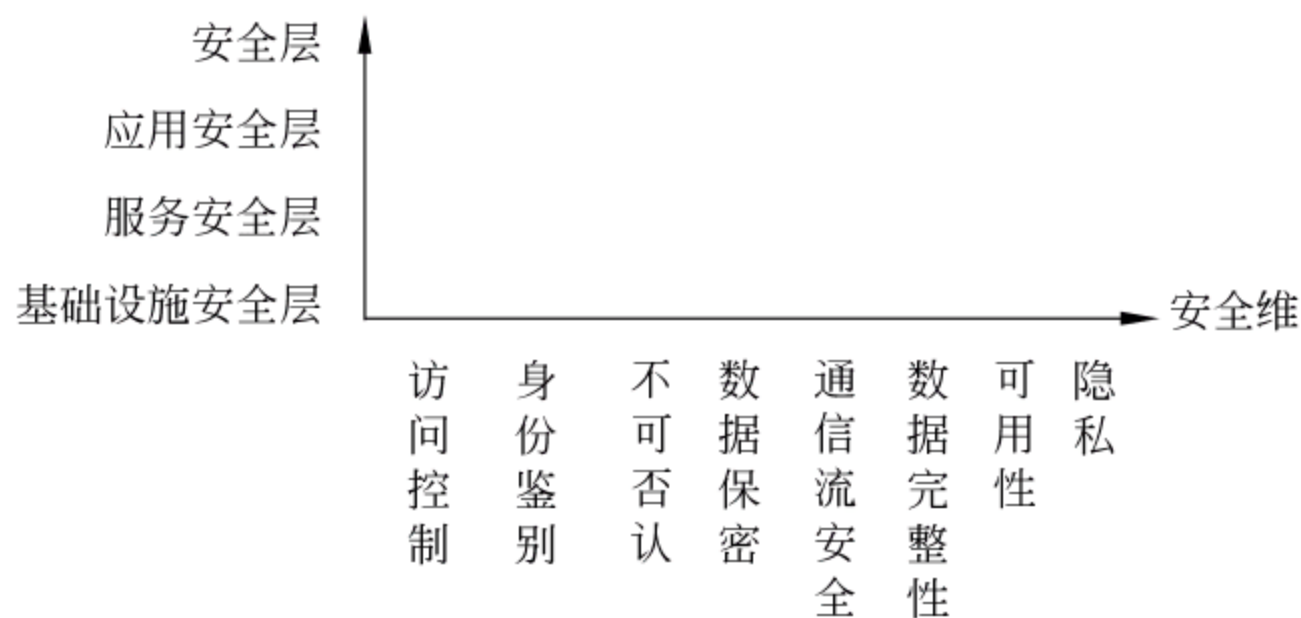 安全层
应用安全层
服务安全层
基础设施安全层
安全维
访问控制
身份鉴别
不可否认
数据保密
通信流安全
数据完整性
可用性
隐私